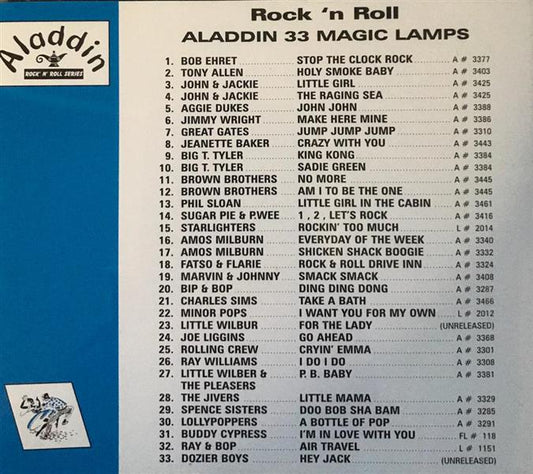 Aladdin
ROCK 'N' ROLL SERIES
Rock 'n Roll
ALADDIN 33 MAGIC LAMPS
1. BOB EHRET STOP THE CLOCK ROCK A # 3377
2. TONY ALLEN HOLY SMOKE BABY A # 3403
3. JOHN & JACKIE LITTLE GIRL A # 3425
4. JOHN & JACKIE THE RAGING SEA A # 3425
5. AGGIE DUKES JOHN JOHN A # 3388
6. JIMMY WRIGHT MAKE HERE MINE A # 3386
7. GREAT GATES JUMP JUMP JUMP A # 3310
8. JEANETTE BAKER CRAZY WITH YOU A # 3443
9. BIG T. TYLER KING KONG A # 3384
10. BIG T. TYLER SADIE GREEN A # 3384
11. BROWN BROTHERS NO MORE A # 3445
12. BROWN BROTHERS AM I TO BE THE ONE A # 3445
13. PHIL SLOAN LITTLE GIRL IN THE CABIN A # 3461
14. SUGAR PIE & P.WEE 1 , 2 , LET'S ROCK A # 3416
15. STARLIGHTERS ROCKIN' TOO MUCH L # 2014
16. AMOS MILBURN EVERYDAY OF THE WEEK A # 3340
17. AMOS MILBURN SHICKEN SHACK BOOGIE A # 3332
18. FATSO & FLARIE ROCK & ROLL DRIVE INN A # 3324
19. MARVIN & JOHNNY SMACK SMACK A # 3408
20. BIP & BOP DING DING DONG A # 3287
21. CHARLES SIMS TAKE A BATH A # 3466
22. MINOR POPS I WANT YOU FOR MY OWN L # 2012
23. LITTLE WILBUR FOR THE LADY (UNRELEASED)
24. JOE LIGGINS GO AHEAD A # 3368
25. ROLLING CREW CRYIN' EMMA A # 3301
26. RAY WILLIAMS I DO I DO A # 3308
27. LITTLE WILBER & P. B. BABY A # 3381
THE PLEASERS
28. THE JIVERS LITTLE MAMA A # 3329
29. SPENCE SISTERS DOO BOB SHA BAM A # 3285
30. LOLLYPOPPERS A BOTTLE OF POP A # 3291
31. BUDDY CYPRESS I'M IN LOVE WITH YOU FL # 118
32. RAY & BOP AIR TRAVEL L # 1151
33. DOZIER BOYS HEY JACK (UNRELEASED)